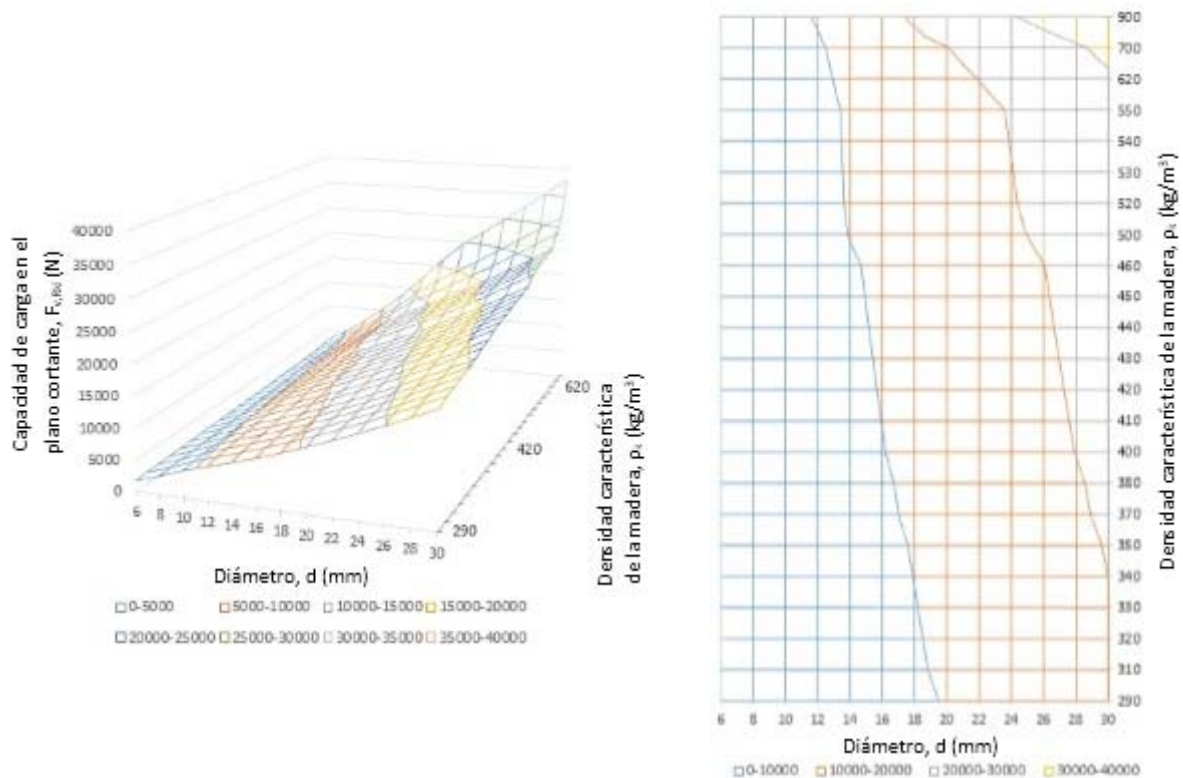 Capacidad de carga en el
plano cortante, Fv,Rk (N)
40000
35000
30000
25000
20000
15000
10000
5000
0
6 8 10 12 14 16 18 20 22 24 26 28 30
Diámetro, d (mm)
290
420
620
Densidad característica
de la madera, ρk (kg/m³)
0-5000 5000-10000 10000-15000 15000-20000
20000-25000 25000-30000 30000-35000 35000-40000
900
700
620
550
540
530
520
500
460
450
440
430
420
410
400
380
370
350
340
330
320
310
290
Densidad característica de la madera, ρk (kg/m³)
6 8 10 12 14 16 18 20 22 24 26 28 30
Diámetro, d (mm)
0-10000 10000-20000 20000-30000 30000-40000